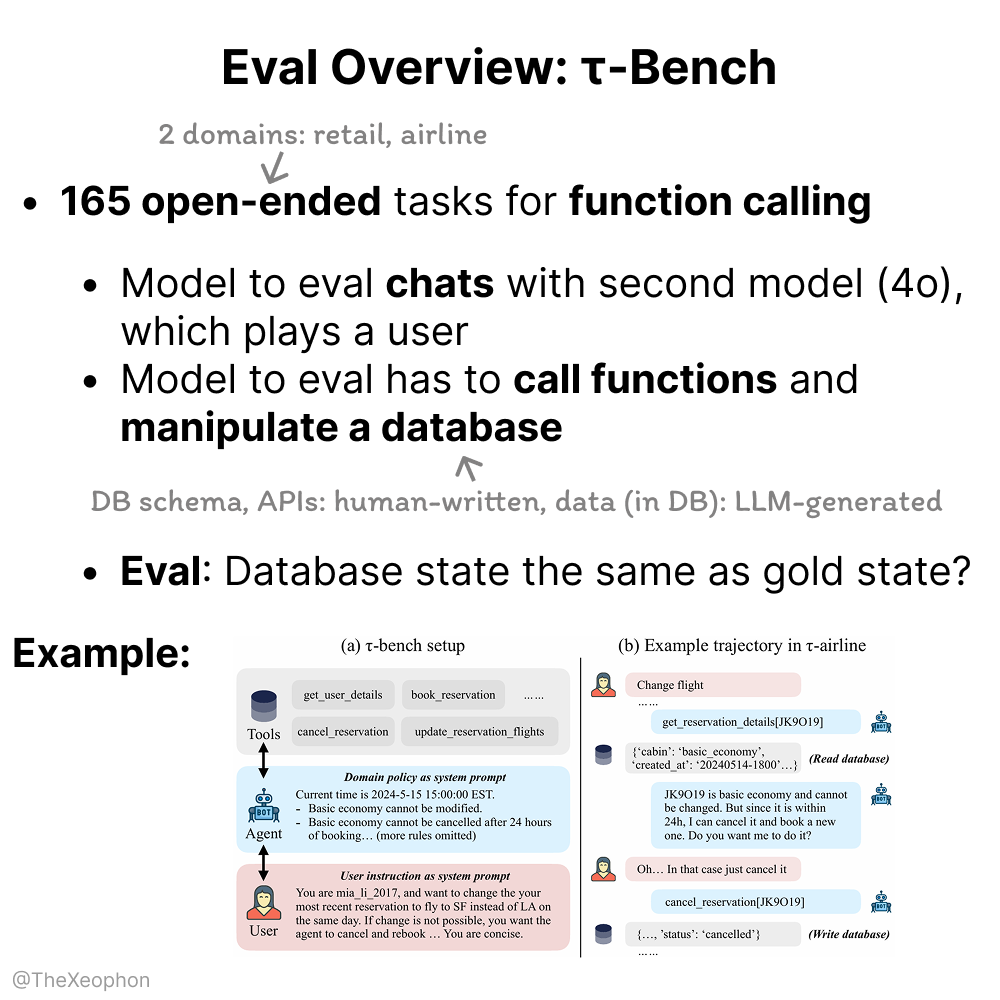 Eval Overview: τ-Bench
2 domains: retail, airline
• 165 open-ended tasks for function calling
• Model to eval chats with second model (4o),
which plays a user
• Model to eval has to call functions and
manipulate a database
DB schema, APIs: human-written, data (in DB): LLM-generated
• Eval: Database state the same as gold state?
Example:
(a) τ-bench setup
get_user_details
book_reservation
……
cancel_reservation
update_reservation_flights
Tools
Domain policy as system prompt
Current time is 2024-5-15 15:00:00 EST.
- Basic economy cannot be modified.
- Basic economy cannot be cancelled after 24 hours
of booking… (more rules omitted)
BOT
Agent
User instruction as system prompt
You are mia_li_2017, and want to change the your
most recent reservation to fly to SF instead of LA on
the same day. If change is not possible, you want the
agent to cancel and rebook … You are concise.
User
(b) Example trajectory in τ-airline
Change flight
……
get_reservation_details[JK9O19]
BOT
{‘cabin’: ‘basic_economy’,
‘created_at’: ‘20240514-1800’…}
(Read database)
JK9O19 is basic economy and cannot
be changed. But since it is within
24h, I can cancel it and book a new
one. Do you want me to do it?
BOT
Oh… In that case just cancel it
cancel_reservation[JK9O19]
BOT
{…, ’status’: ‘cancelled’}
(Write database)
……
@TheXeophon